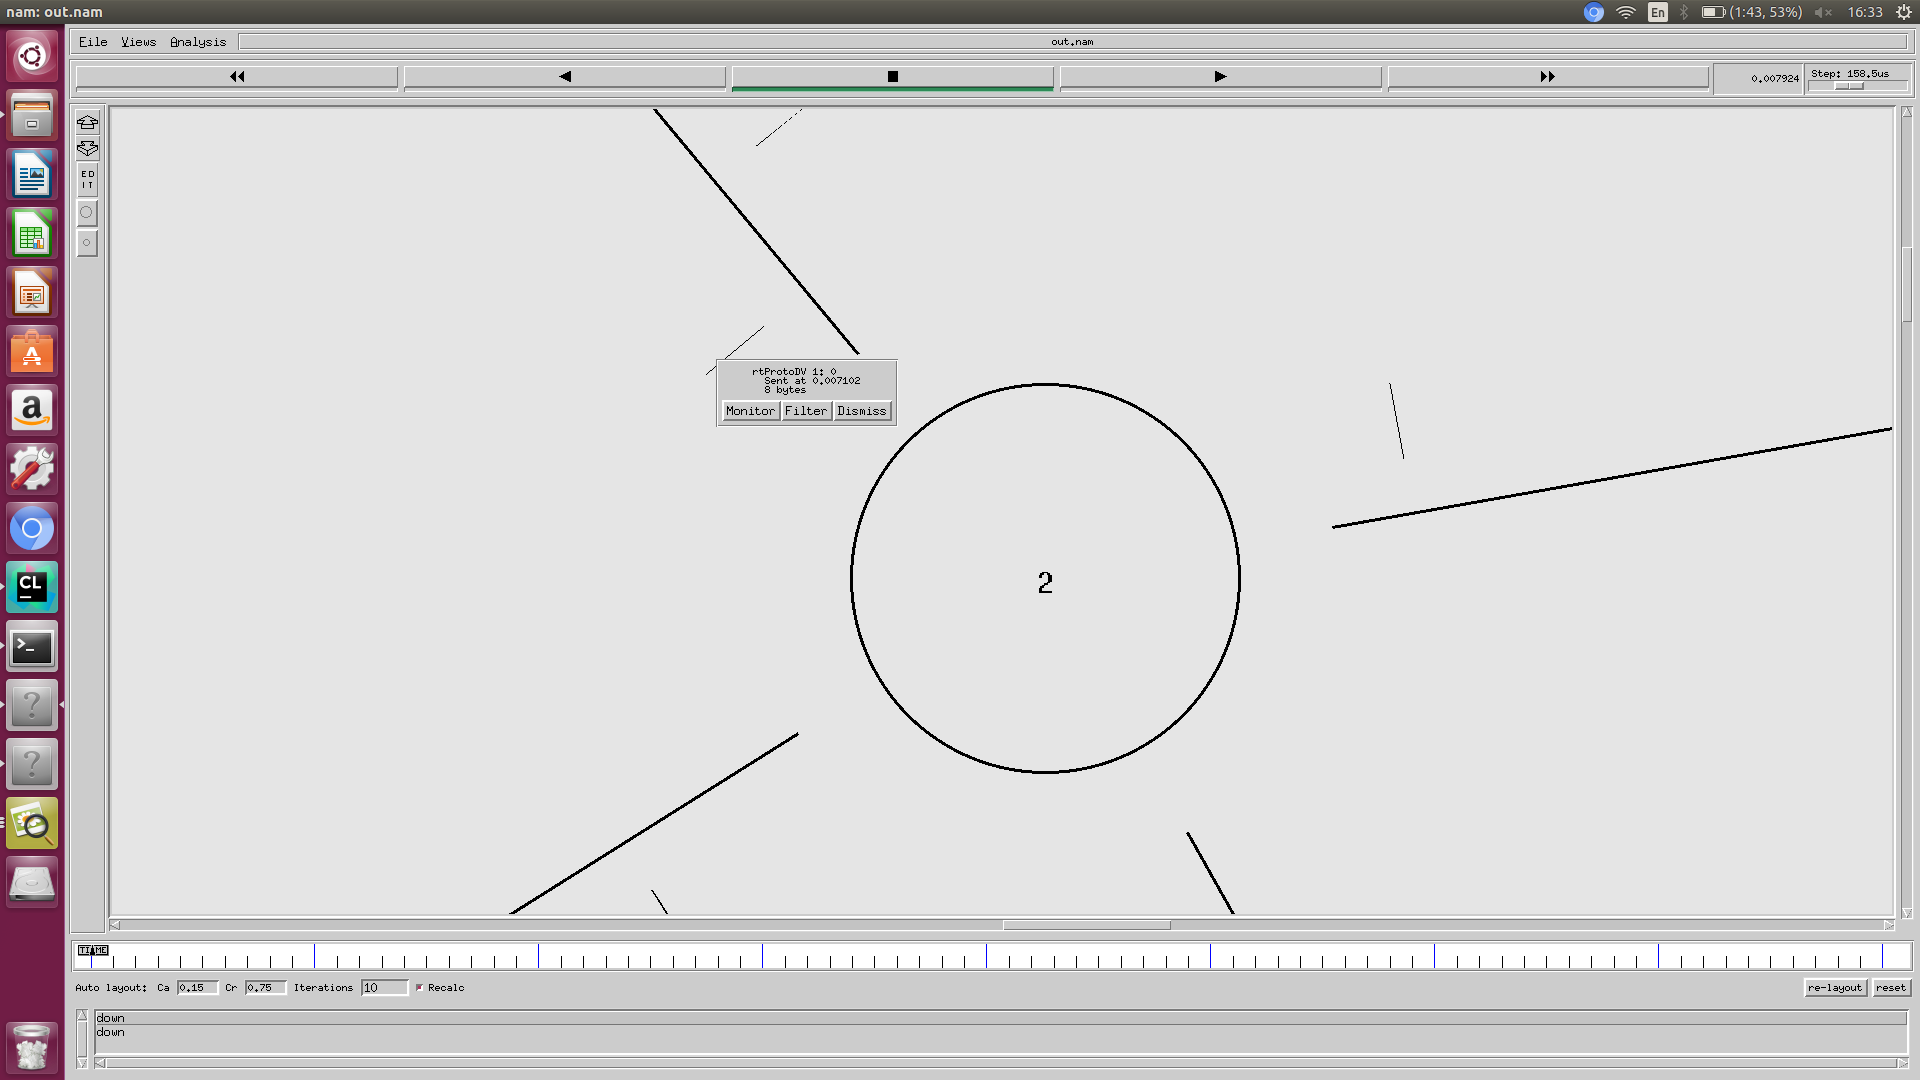 nam: out.nam
En
(1:43, 53%)
16:33
File Views Analysis
out.nam
0.007924
Step: 158.5us
ED
IT
rtProtoDV 1: 0
Sent at 0.007102
8 bytes
Monitor Filter Dismiss
2
a
CL
>_
?
?
TIME
Auto layout: Ca 0.15 Cr 0.75 Iterations 10 Recalc
re-layout reset
down
down